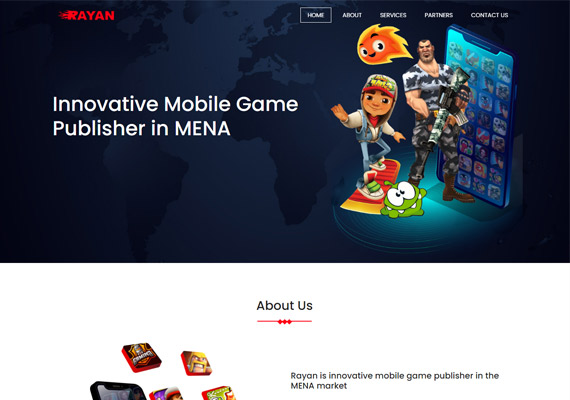 RAYAN
HOME ABOUT SERVICES PARTNERS CONTACT US
Innovative Mobile Game
Publisher in MENA
About Us
Rayan is innovative mobile game publisher in the
MENA market